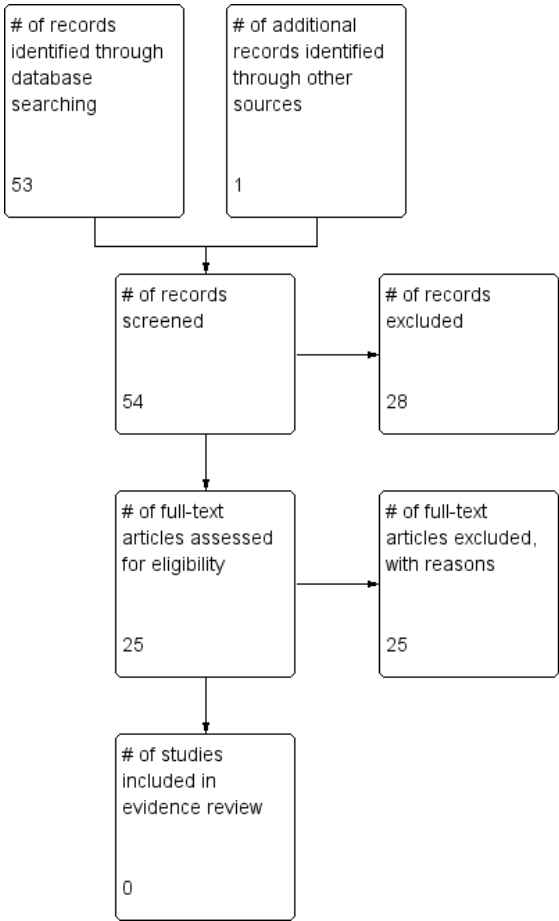 # of records
identified through
database
searching
53
# of additional
records identified
through other
sources
1
# of records
screened
54
# of records
excluded
28
# of full-text
articles assessed
for eligibility
25
# of full-text
articles excluded,
with reasons
25
# of studies
included in
evidence review
0